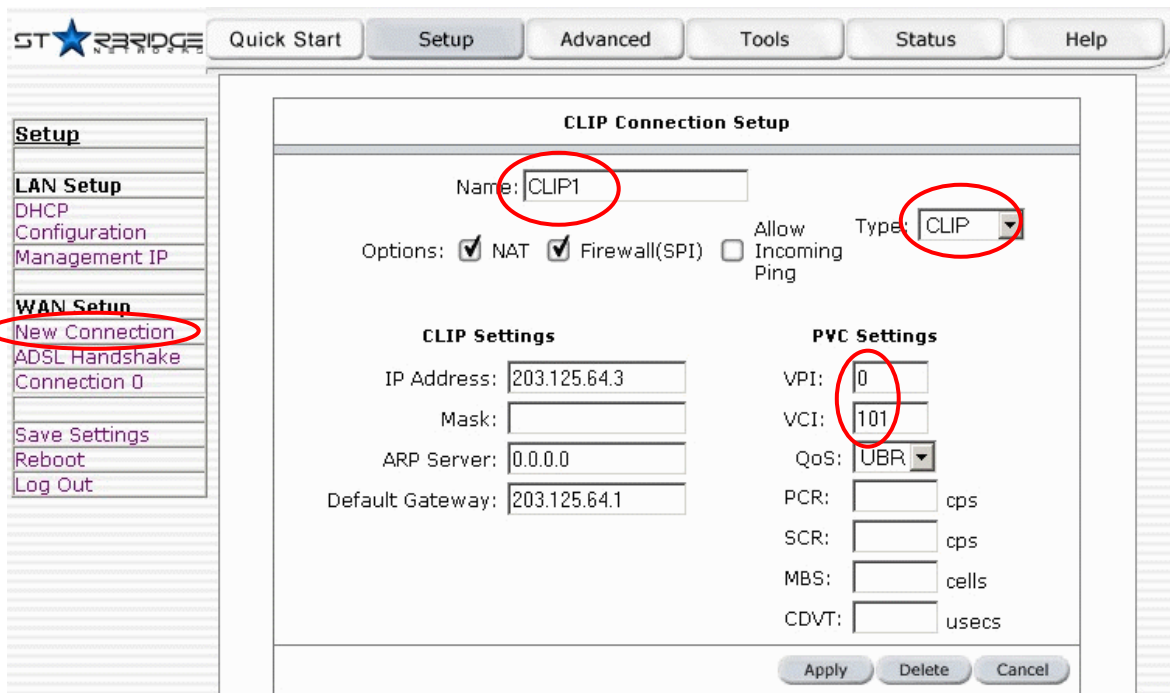 STARBRIDGE
NETWORKS
Quick Start
Setup
Advanced
Tools
Status
Help
Setup
LAN Setup
DHCP
Configuration
Management IP
WAN Setup
New Connection
ADSL Handshake
Connection 0
Save Settings
Reboot
Log Out
CLIP Connection Setup
Name: CLIP1
Type: CLIP
Options: NAT Firewall(SPI) Allow
Incoming
Ping
CLIP Settings
IP Address: 203.125.64.3
Mask:
ARP Server: 0.0.0.0
Default Gateway: 203.125.64.1
PVC Settings
VPI: 0
VCI: 101
QoS: UBR
PCR: cps
SCR: cps
MBS: cells
CDVT: usecs
Apply
Delete
Cancel